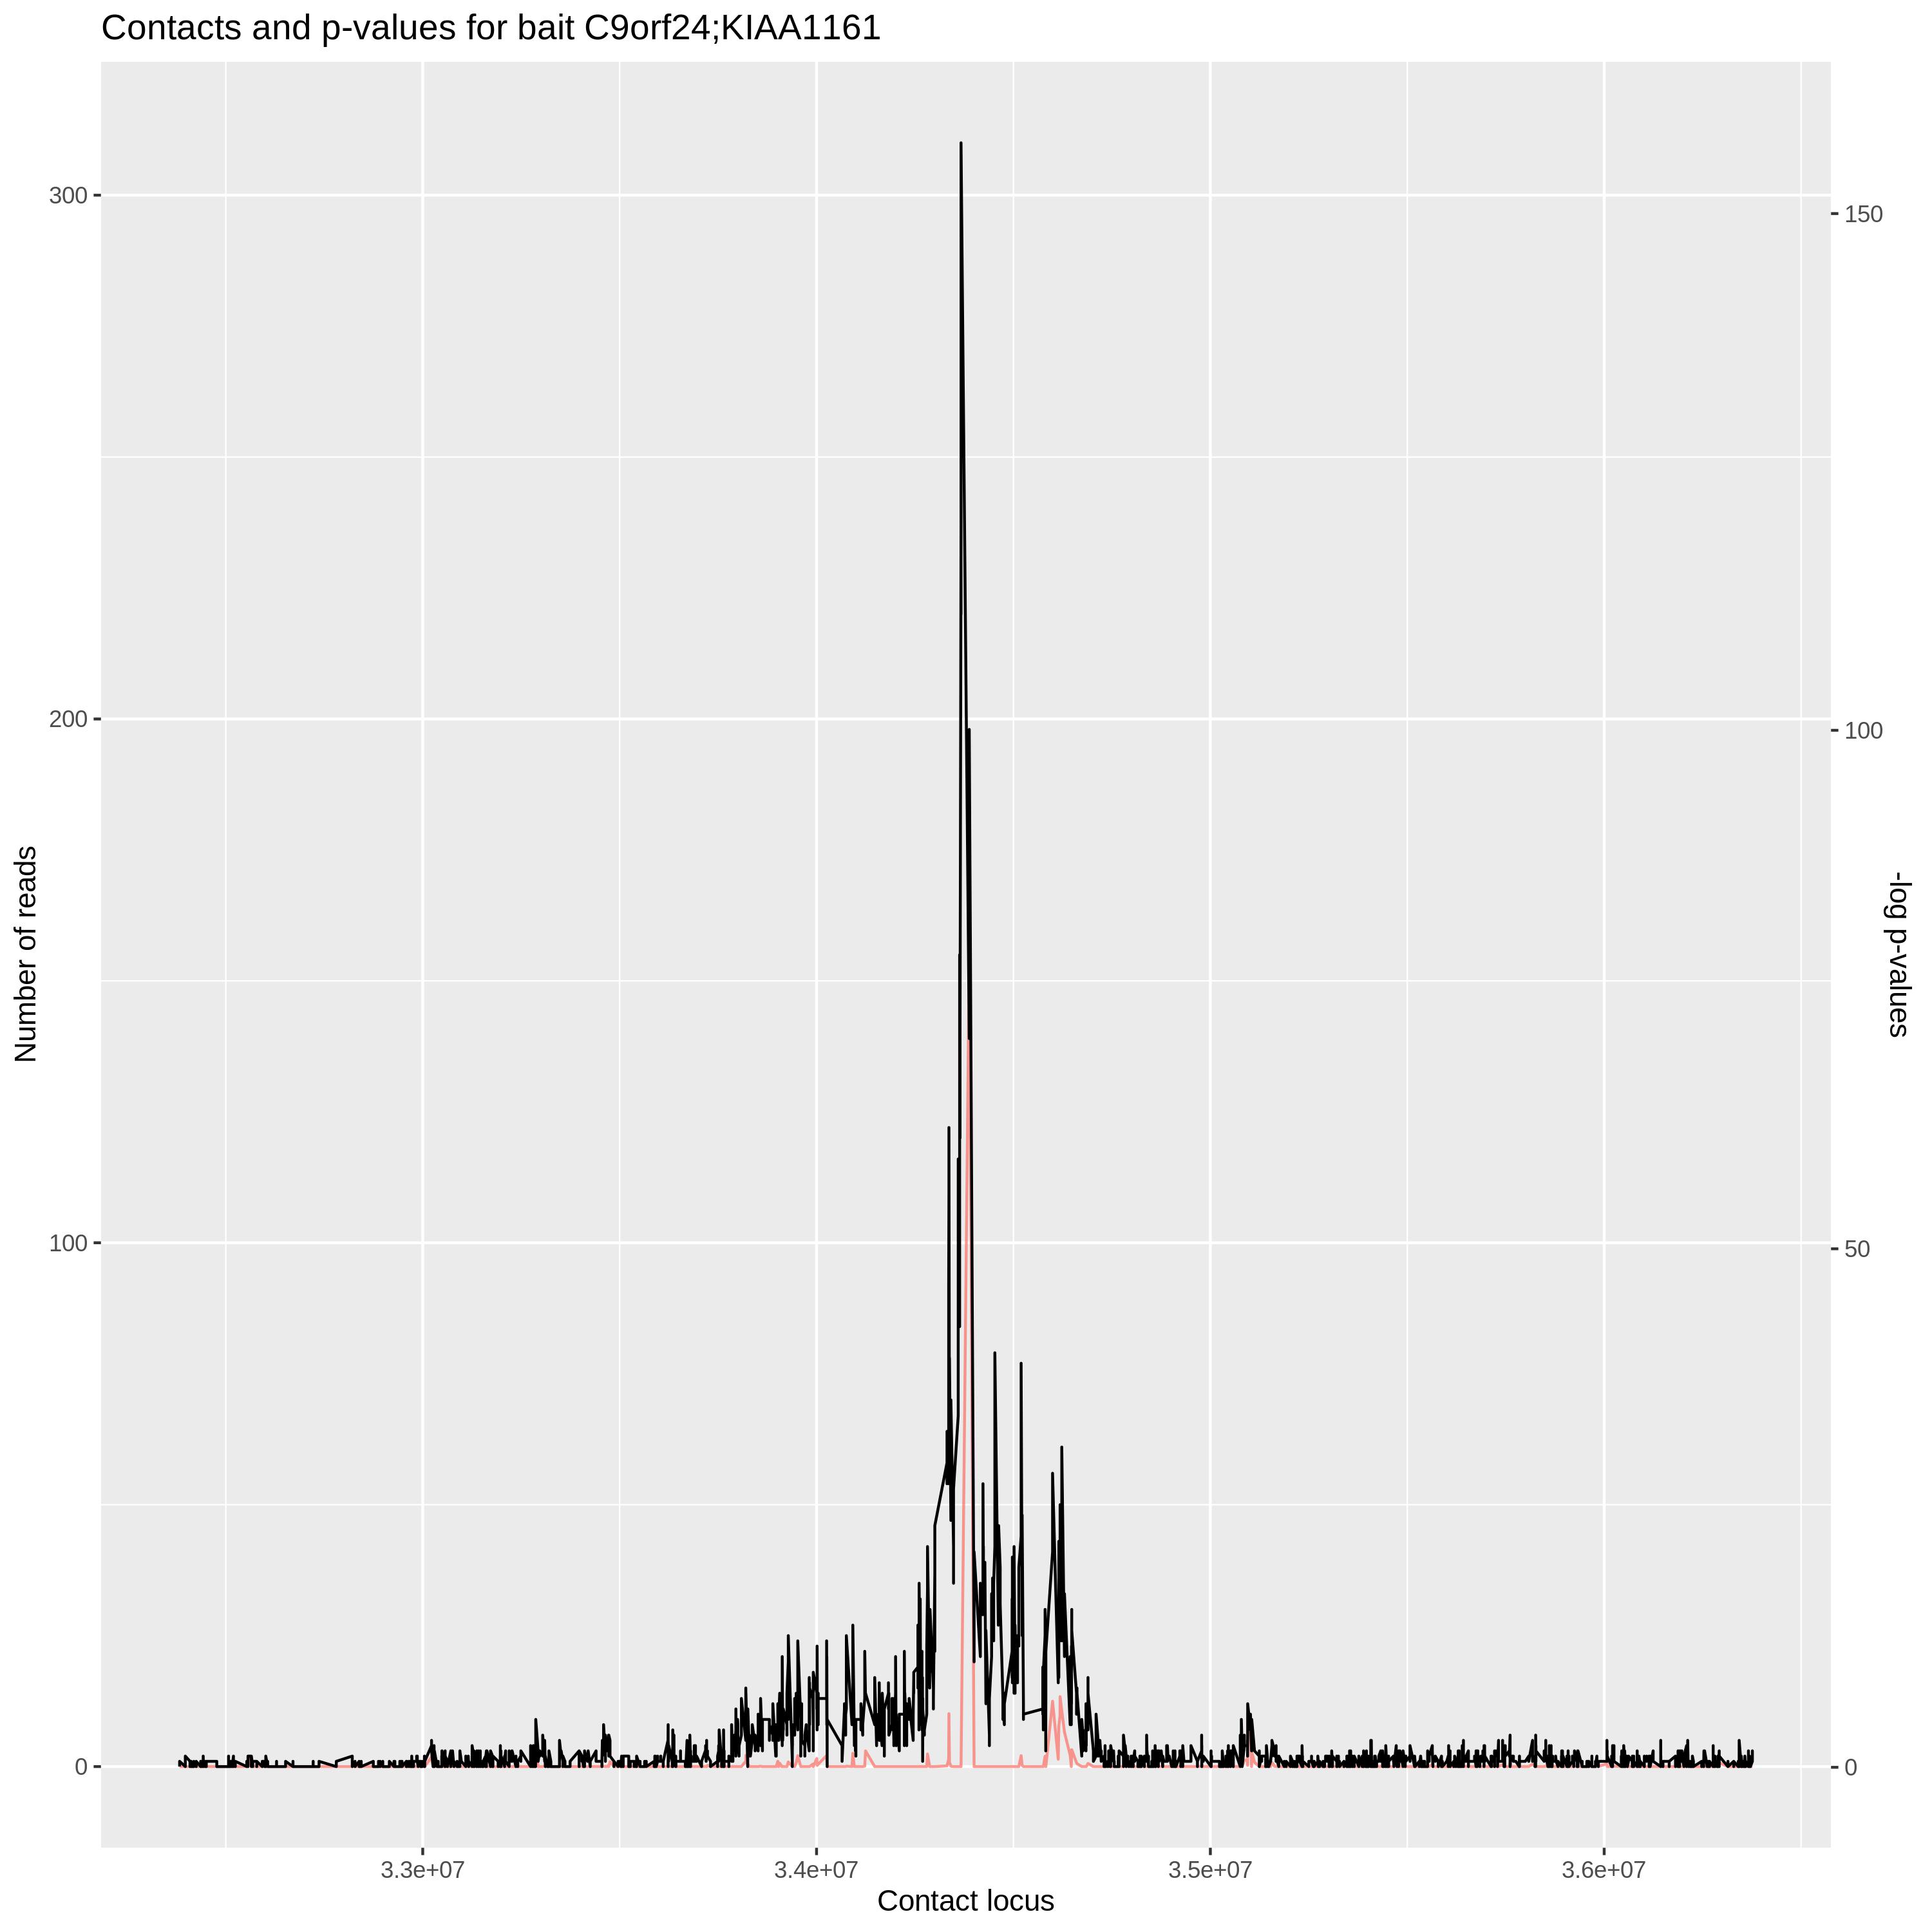 Contacts and p-values for bait C9orf24;KIAA1161
300
200
100
0
Number of reads
150
100
50
0
-log p-values
3.3e+07
3.4e+07
3.5e+07
3.6e+07
Contact locus